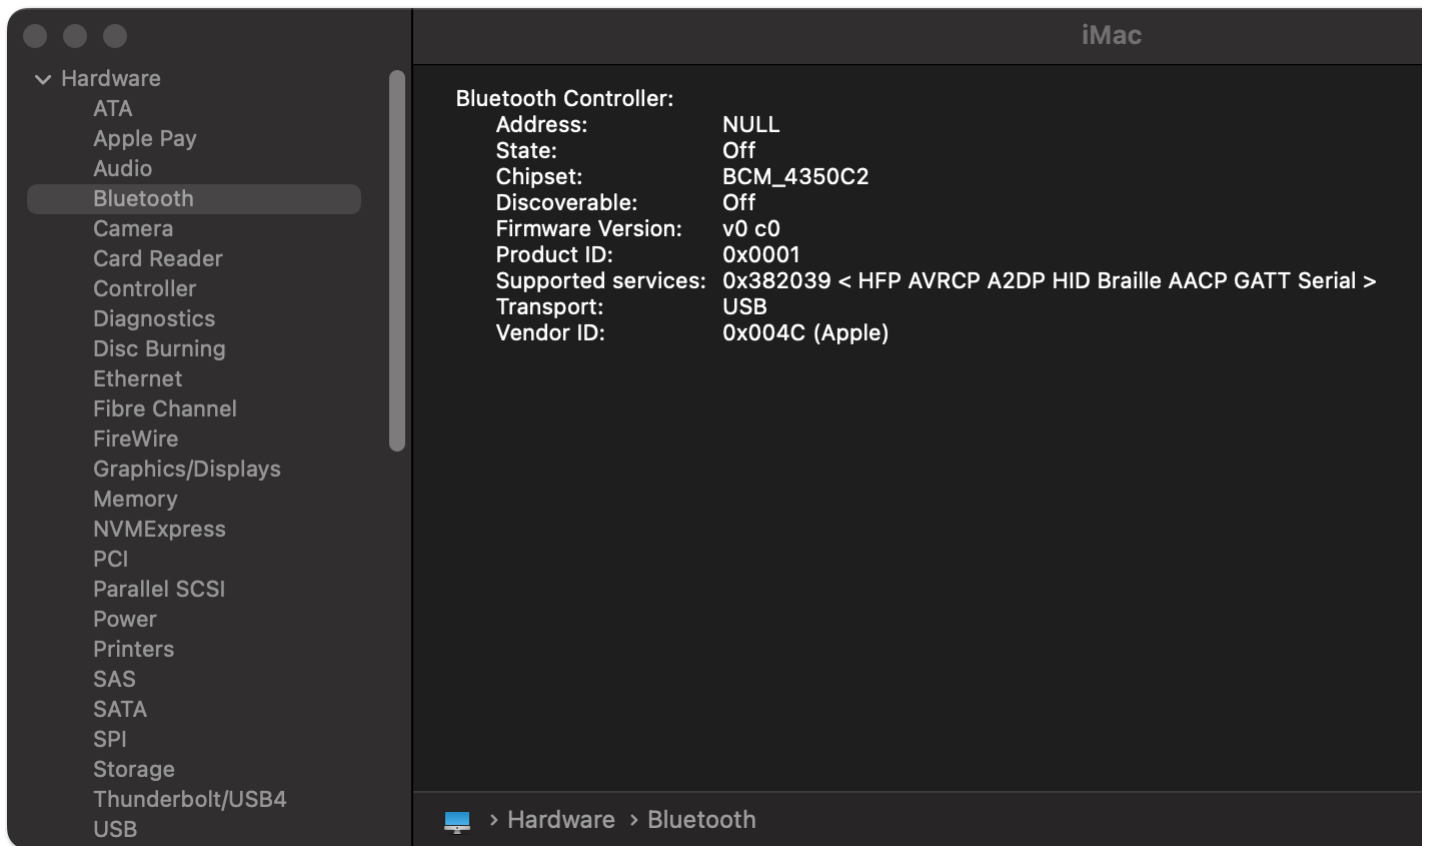 iMac
Hardware
ATA
Apple Pay
Audio
Bluetooth
Camera
Card Reader
Controller
Diagnostics
Disc Burning
Ethernet
Fibre Channel
FireWire
Graphics/Displays
Memory
NVMExpress
PCI
Parallel SCSI
Power
Printers
SAS
SATA
SPI
Storage
Thunderbolt/USB4
USB
Bluetooth Controller:
Address: NULL
State: Off
Chipset: BCM_4350C2
Discoverable: Off
Firmware Version: v0 c0
Product ID: 0x0001
Supported services: 0x382039 < HFP AVRCP A2DP HID Braille AACP GATT Serial >
Transport: USB
Vendor ID: 0x004C (Apple)
› Hardware › Bluetooth